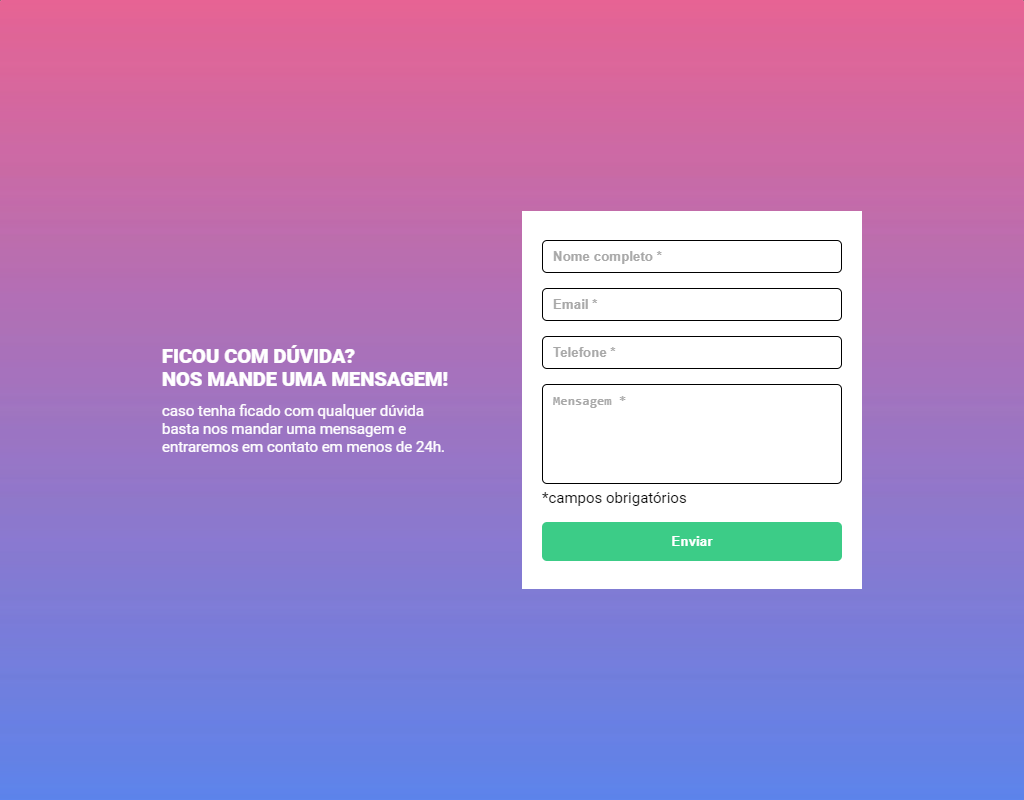 FICOU COM DÚVIDA?
NOS MANDE UMA MENSAGEM!
caso tenha ficado com qualquer dúvida
basta nos mandar uma mensagem e
entraremos em contato em menos de 24h.
Nome completo *
Email *
Telefone *
Mensagem *
*campos obrigatórios
Enviar